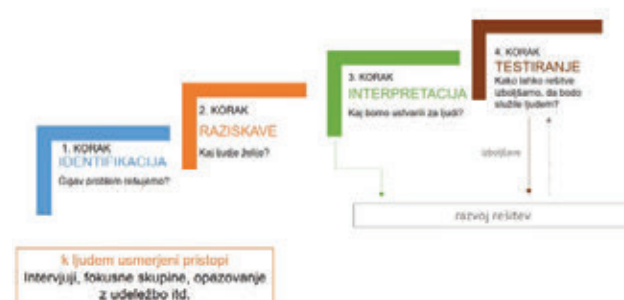 1. KORAK
IDENTIFIKACIJA
Čigav problem rešujemo?
2. KORAK
RAZISKAVE
Kaj ljudje želijo?
3. KORAK
INTERPRETACIJA
Kaj bomo ustvarili za ljudi?
4. KORAK
TESTIRANJE
Kako lahko rešitve
izboljšamo, da bodo
služile ljudem?
izboljšave
razvoj rešitev
k ljudem usmerjeni pristopi
Intervjuji, fokusne skupine, opazovanje
z udeležbo itd.